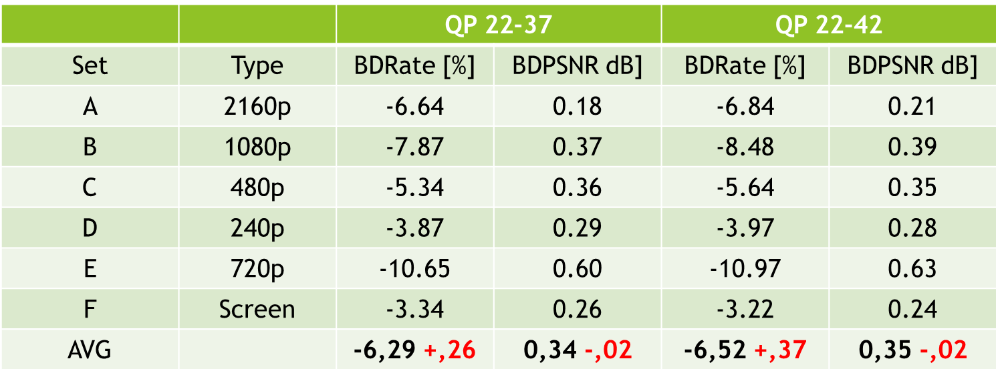 QP 22-37 QP 22-42
Set Type BDRate [%] BDPSNR dB] BDRate [%] BDPSNR dB]
A 2160p -6.64 0.18 -6.84 0.21
B 1080p -7.87 0.37 -8.48 0.39
C 480p -5.34 0.36 -5.64 0.35
D 240p -3.87 0.29 -3.97 0.28
E 720p -10.65 0.60 -10.97 0.63
F Screen -3.34 0.26 -3.22 0.24
AVG -6,29 +,26 0,34 -,02 -6,52 +,37 0,35 -,02